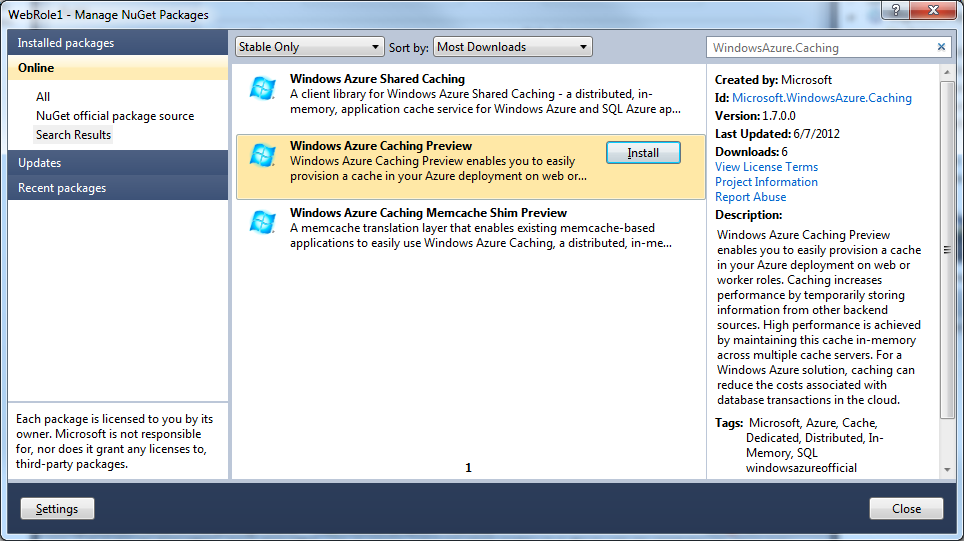 WebRole1 - Manage NuGet Packages
Installed packages
Online
All
NuGet official package source
Search Results
Updates
Recent packages
Each package is licensed to you by its
owner. Microsoft is not responsible
for, nor does it grant any licenses to,
third-party packages.
Stable Only
Sort by:
Most Downloads
Windows Azure Shared Caching
A client library for Windows Azure Shared Caching - a distributed, in-
memory, application cache service for Windows Azure and SQL Azure ap...
Windows Azure Caching Preview
Windows Azure Caching Preview enables you to easily
provision a cache in your Azure deployment on web or...
Install
Windows Azure Caching Memcache Shim Preview
A memcache translation layer that enables existing memcache-based
applications to easily use Windows Azure Caching, a distributed, in-me...
1
WindowsAzure.Caching
Created by: Microsoft
Id: Microsoft.WindowsAzure.Caching
Version: 1.7.0.0
Last Updated: 6/7/2012
Downloads: 6
View License Terms
Project Information
Report Abuse
Description:
Windows Azure Caching Preview
enables you to easily provision a cache
in your Azure deployment on web or
worker roles. Caching increases
performance by temporarily storing
information from other backend
sources. High performance is achieved
by maintaining this cache in-memory
across multiple cache servers. For a
Windows Azure solution, caching can
reduce the costs associated with
database transactions in the cloud.
Tags: Microsoft, Azure, Cache,
Dedicated, Distributed, In-
Memory, SQL
windowsazureofficial
Settings
Close